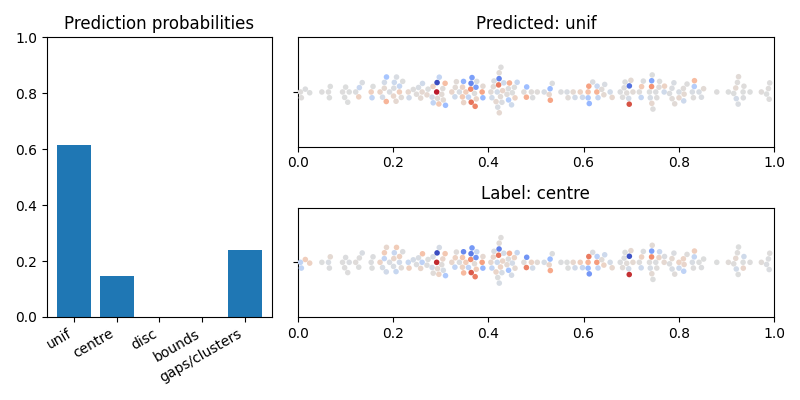 Prediction probabilities
1.0
0.8
0.6
0.4
0.2
0.0
unif
centre
disc
bounds
gaps/clusters
Predicted: unif
0.0 0.2 0.4 0.6 0.8 1.0
Label: centre
0.0 0.2 0.4 0.6 0.8 1.0